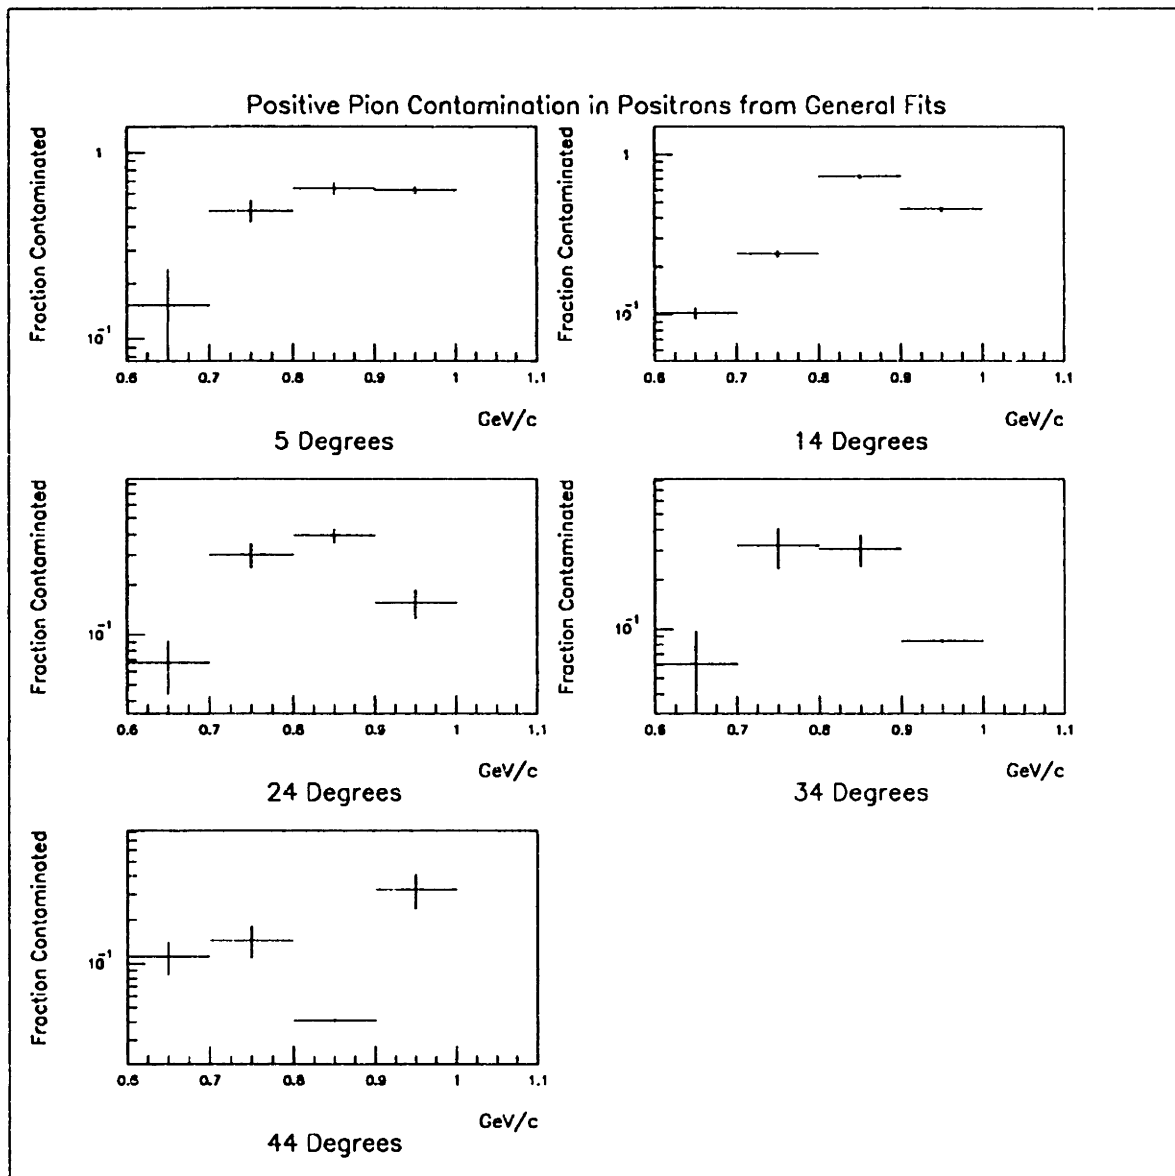 Positive Pion Contamination in Positrons from General Fits
Fraction Contaminated
1
10^-1
0.6 0.7 0.8 0.9 1 1.1
GeV/c
5 Degrees
Fraction Contaminated
1
10^-1
0.6 0.7 0.8 0.9 1 1.1
GeV/c
14 Degrees
Fraction Contaminated
10^-1
0.6 0.7 0.8 0.9 1 1.1
GeV/c
24 Degrees
Fraction Contaminated
10^-1
0.6 0.7 0.8 0.9 1 1.1
GeV/c
34 Degrees
Fraction Contaminated
10^-1
0.6 0.7 0.8 0.9 1 1.1
GeV/c
44 Degrees